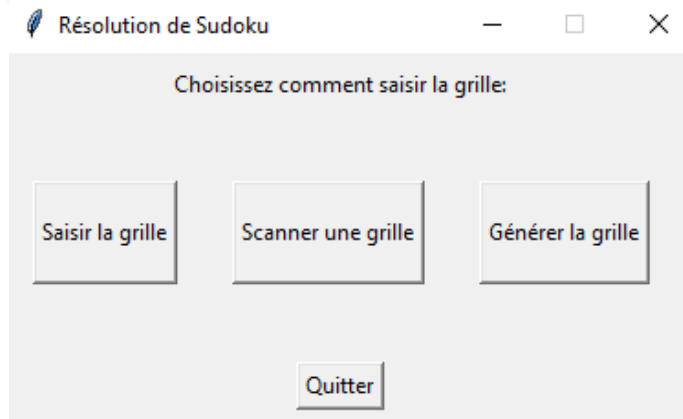 Résolution de Sudoku
Choisissez comment saisir la grille:
Saisir la grille
Scanner une grille
Générer la grille
Quitter